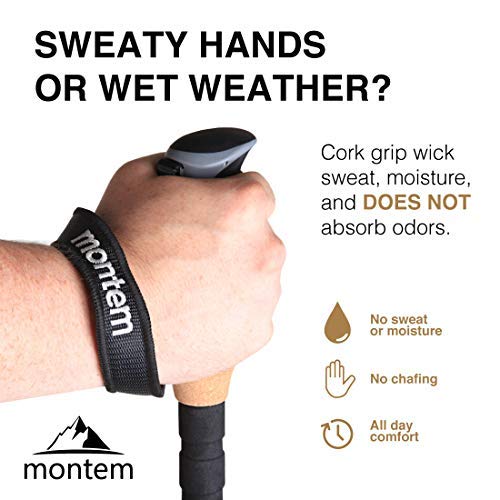 SWEATY HANDS
OR WET WEATHER?
Cork grip wick
sweat, moisture,
and DOES NOT
absorb odors.
montem
No sweat
or moisture
No chafing
All day
comfort
montem